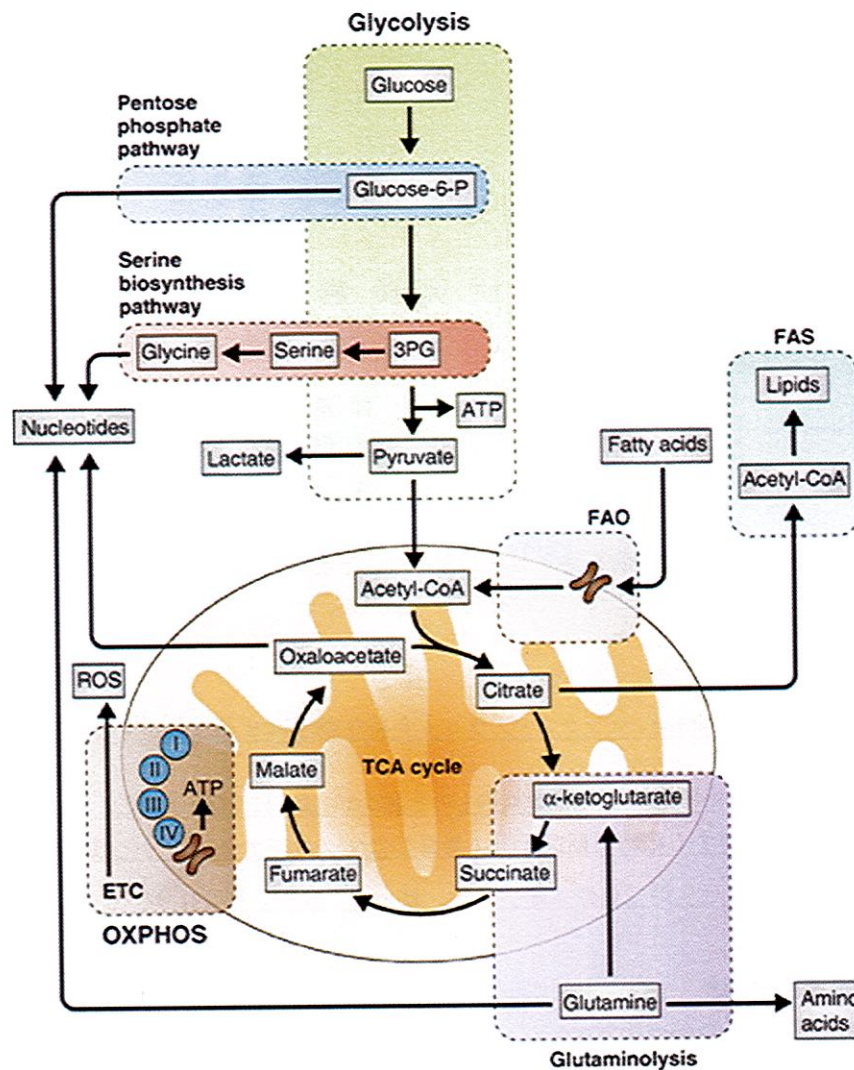 Glycolysis
Glucose
Pentose
phosphate
pathway
Glucose-6-P
Serine
biosynthesis
pathway
Glycine
Serine
3PG
FAS
Lipids
ATP
Nucleotides
Lactate
Pyruvate
Fatty acids
Acetyl-CoA
FAO
Acetyl-CoA
Oxaloacetate
ROS
Citrate
I
II
III
IV
ATP
Malate
TCA cycle
α-ketoglutarate
Fumarate
Succinate
ETC
OXPHOS
Glutamine
Amino
acids
Glutaminolysis